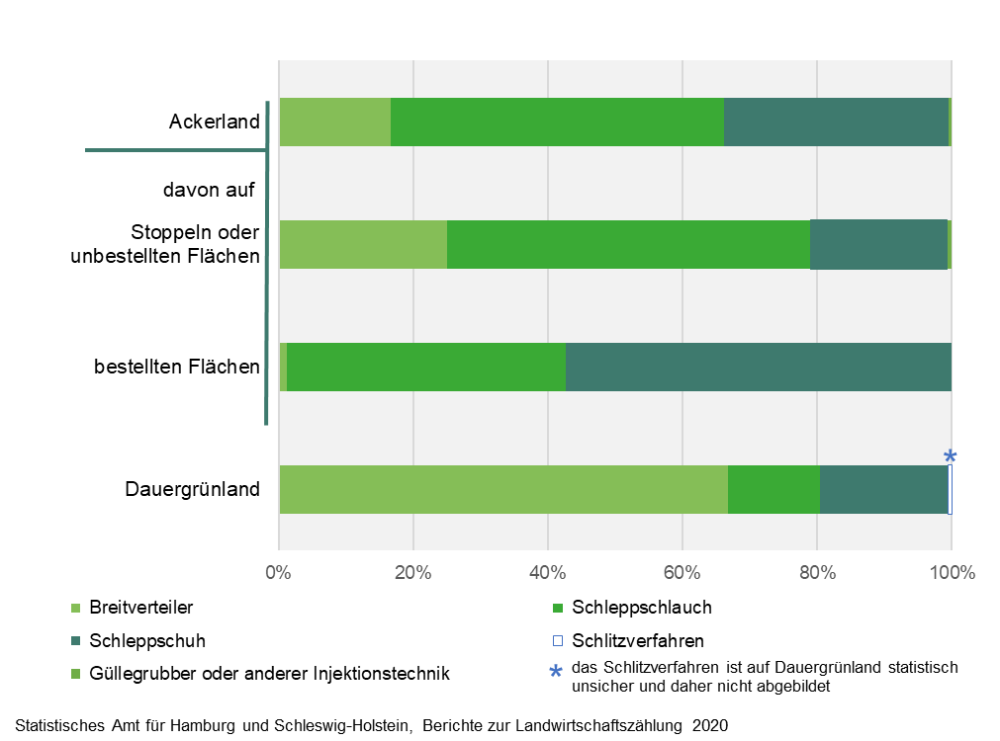 Ackerland
davon auf
Stoppeln oder
unbestellten Flächen
bestellten Flächen
*
Dauergrünland
0% 20% 40% 60% 80% 100%
Breitverteiler Schleppschlauch
Schleppschuh Schlitzverfahren
Güllegrubber oder anderer Injektionstechnik
* das Schlitzverfahren ist auf Dauergrünland statistisch
unsicher und daher nicht abgebildet
Statistisches Amt für Hamburg und Schleswig-Holstein, Berichte zur Landwirtschaftszählung 2020